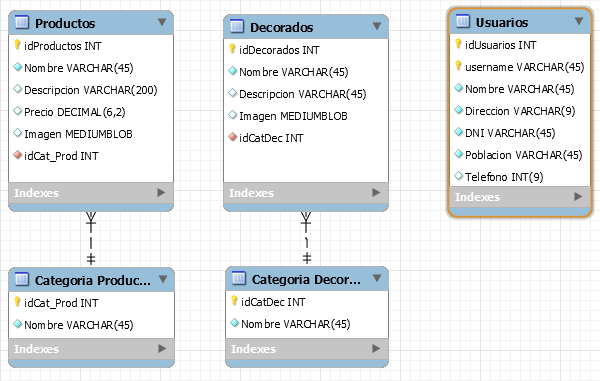 Productos
idProductos INT
Nombre VARCHAR(45)
Descripcion VARCHAR(200)
Precio DECIMAL(6,2)
Imagen MEDIUMBLOB
idCat_Prod INT
Indexes
Decorados
idDecorados INT
Nombre VARCHAR(45)
Descripcion VARCHAR(45)
Imagen MEDIUMBLOB
idCatDec INT
Indexes
Usuarios
idUsuarios INT
username VARCHAR(45)
Nombre VARCHAR(45)
Direccion VARCHAR(9)
DNI VARCHAR(45)
Poblacion VARCHAR(45)
Telefono INT(9)
Indexes
Categoria Produc...
idCat_Prod INT
Nombre VARCHAR(45)
Indexes
Categoria Decor...
idCatDec INT
Nombre VARCHAR(45)
Indexes